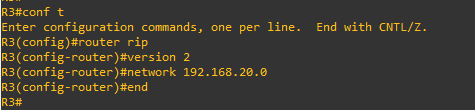 R3#conf t
Enter configuration commands, one per line.  End with CNTL/Z.
R3(config)#router rip
R3(config-router)#version 2
R3(config-router)#network 192.168.20.0
R3(config-router)#end
R3#